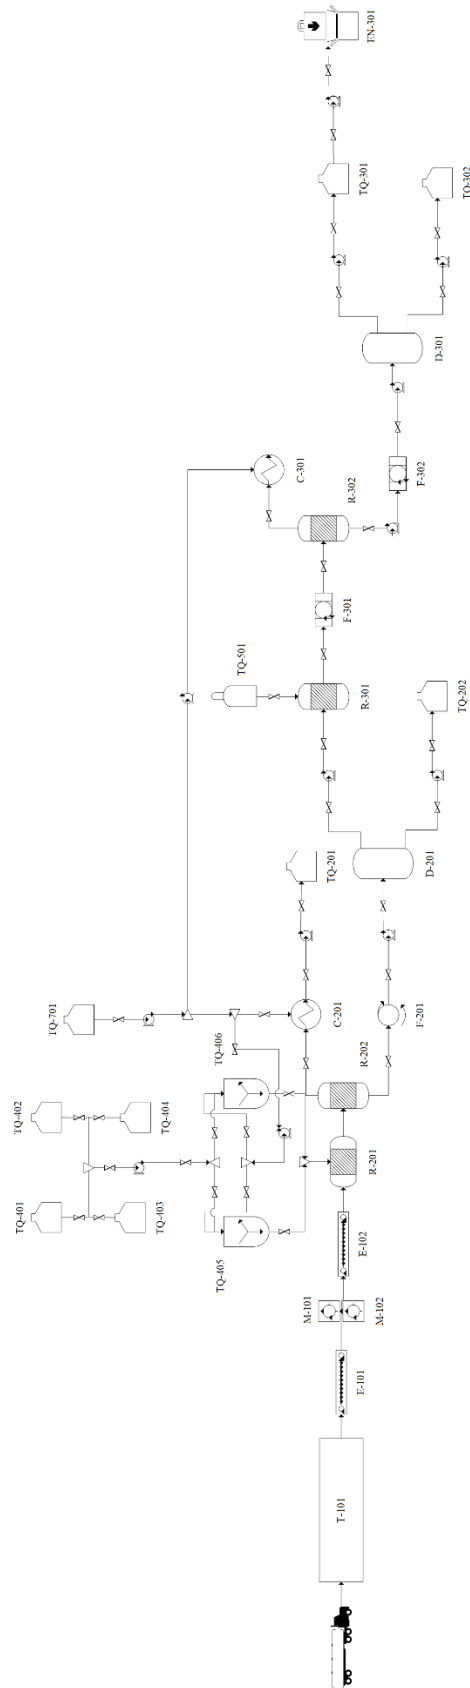 TQ-401
TQ-402
TQ-701
TQ-403
TQ-404
TQ-405
TQ-406
TQ-501
C-301
M-101
TQ-201
C-201
T-101
F-301
R-302
E-101
E-102
R-202
R-301
TQ-301
EN-301
R-201
M-102
F-201
F-302
D-201
D-301
TQ-202
TQ-302